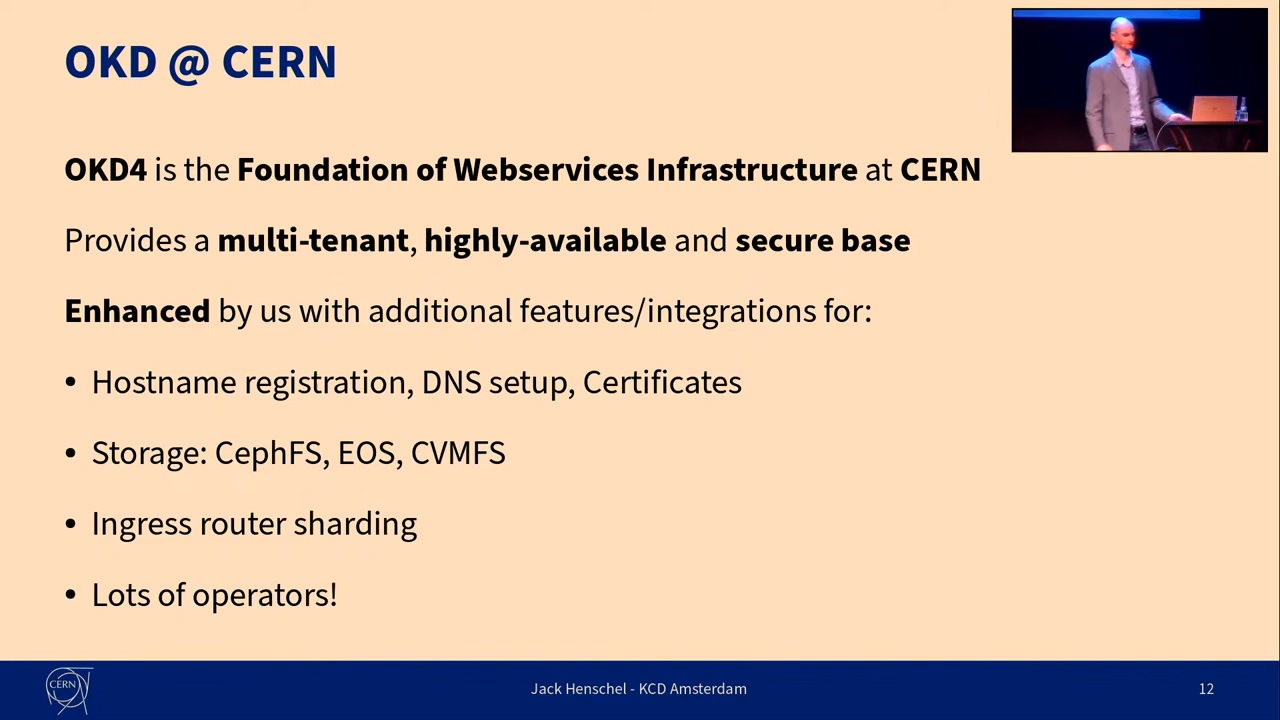 OKD @ CERN
OKD4 is the Foundation of Webservices Infrastructure at CERN
Provides a multi-tenant, highly-available and secure base
Enhanced by us with additional features/integrations for:
• Hostname registration, DNS setup, Certificates
• Storage: CephFS, EOS, CVMFS
• Ingress router sharding
• Lots of operators!
CERN
Jack Henschel - KCD Amsterdam
12